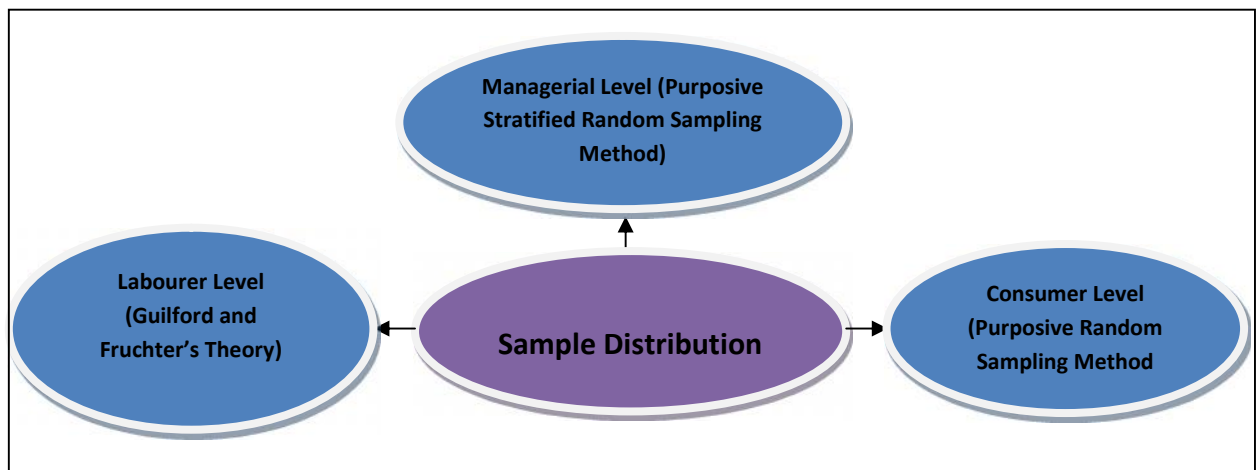 Managerial Level (Purposive
Stratified Random Sampling
Method)
Labourer Level
(Guilford and
Fruchter’s Theory)
Sample Distribution
Consumer Level
(Purposive Random
Sampling Method